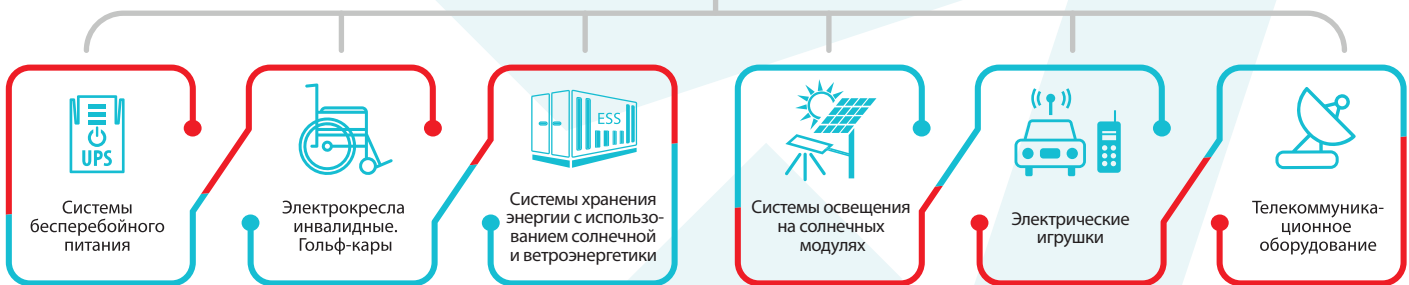 UPS
Системы
бесперебойного
питания
Электрокресла
инвалидные.
Гольф-кары
ESS
Системы хранения
энергии с использо-
ванием солнечной
и ветроэнергетики
Системы освещения
на солнечных
модулях
Электрические
игрушки
Телекоммуника-
ционное
оборудование